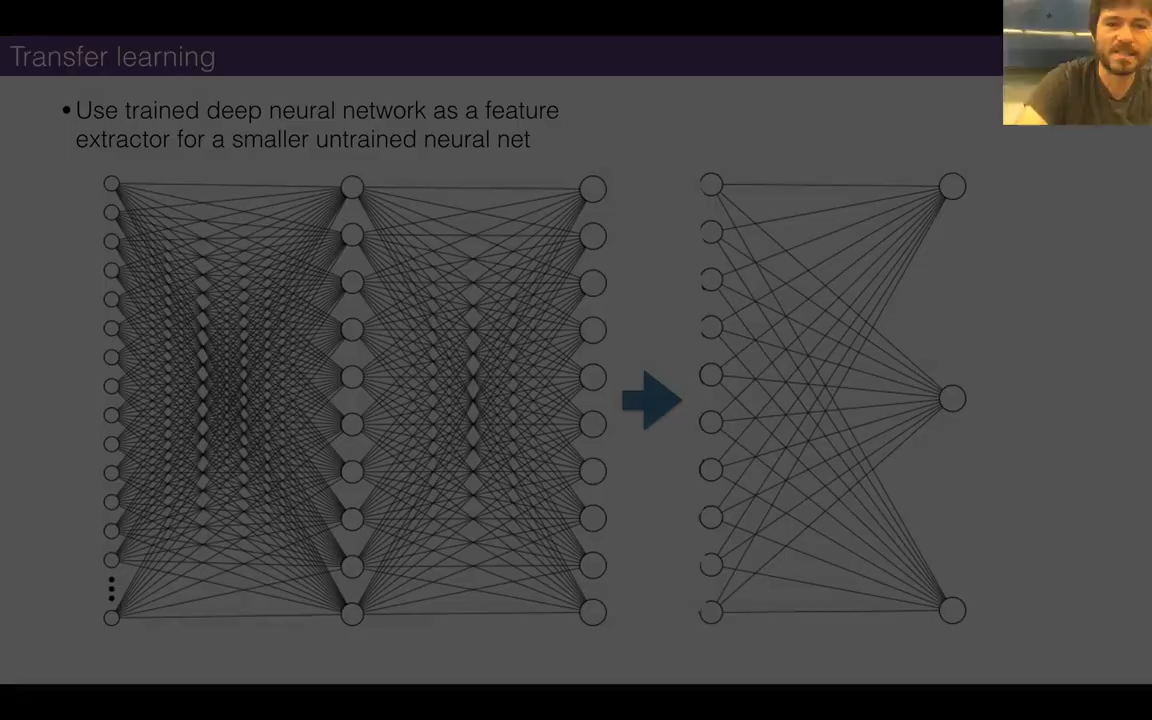 Transfer learning
• Use trained deep neural network as a feature
extractor for a smaller untrained neural net